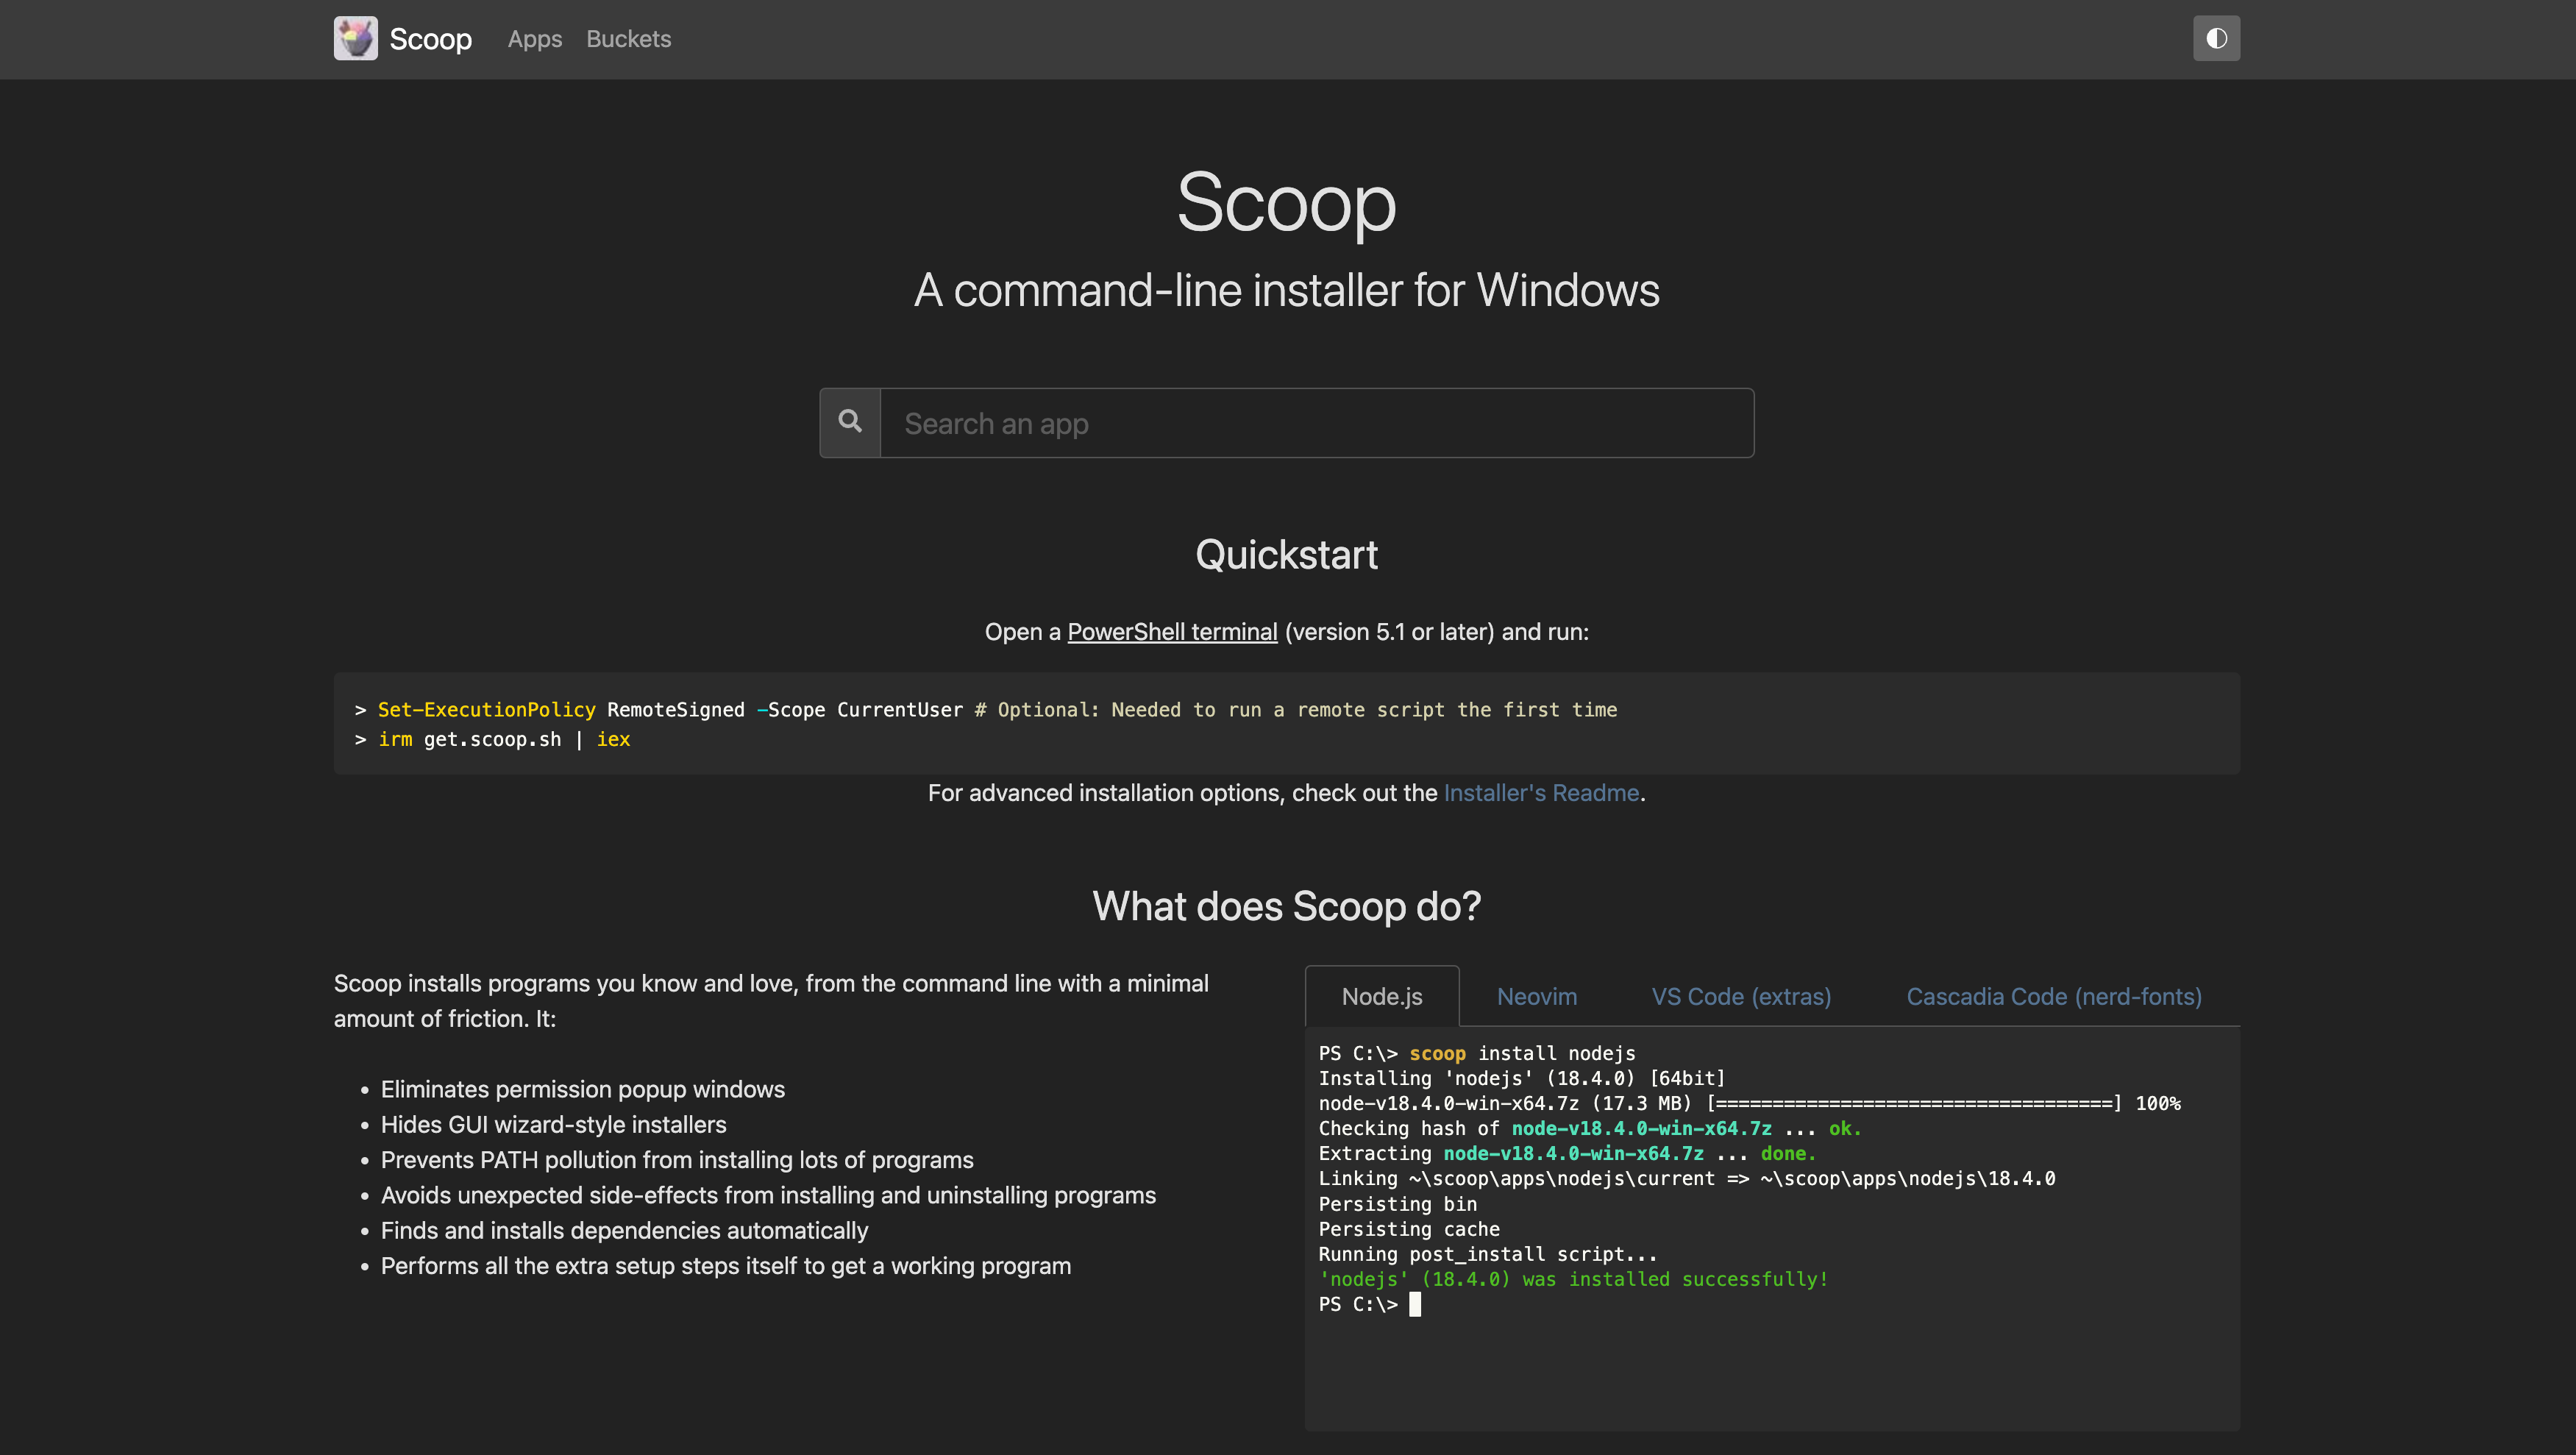 Scoop
Apps
Buckets
Scoop
A command-line installer for Windows
Search an app
Quickstart
Open a PowerShell terminal (version 5.1 or later) and run:
> Set-ExecutionPolicy RemoteSigned -Scope CurrentUser # Optional: Needed to run a remote script the first time
> irm get.scoop.sh | iex
For advanced installation options, check out the Installer's Readme.
What does Scoop do?
Scoop installs programs you know and love, from the command line with a minimal
amount of friction. It:
• Eliminates permission popup windows
• Hides GUI wizard-style installers
• Prevents PATH pollution from installing lots of programs
• Avoids unexpected side-effects from installing and uninstalling programs
• Finds and installs dependencies automatically
• Performs all the extra setup steps itself to get a working program
Node.js
Neovim
VS Code (extras)
Cascadia Code (nerd-fonts)
PS C:\> scoop install nodejs
Installing 'nodejs' (18.4.0) [64bit]
node-v18.4.0-win-x64.7z (17.3 MB) [===================================] 100%
Checking hash of node-v18.4.0-win-x64.7z ... ok.
Extracting node-v18.4.0-win-x64.7z ... done.
Linking ~\scoop\apps\nodejs\current => ~\scoop\apps\nodejs\18.4.0
Persisting bin
Persisting cache
Running post_install script...
'nodejs' (18.4.0) was installed successfully!
PS C:\>